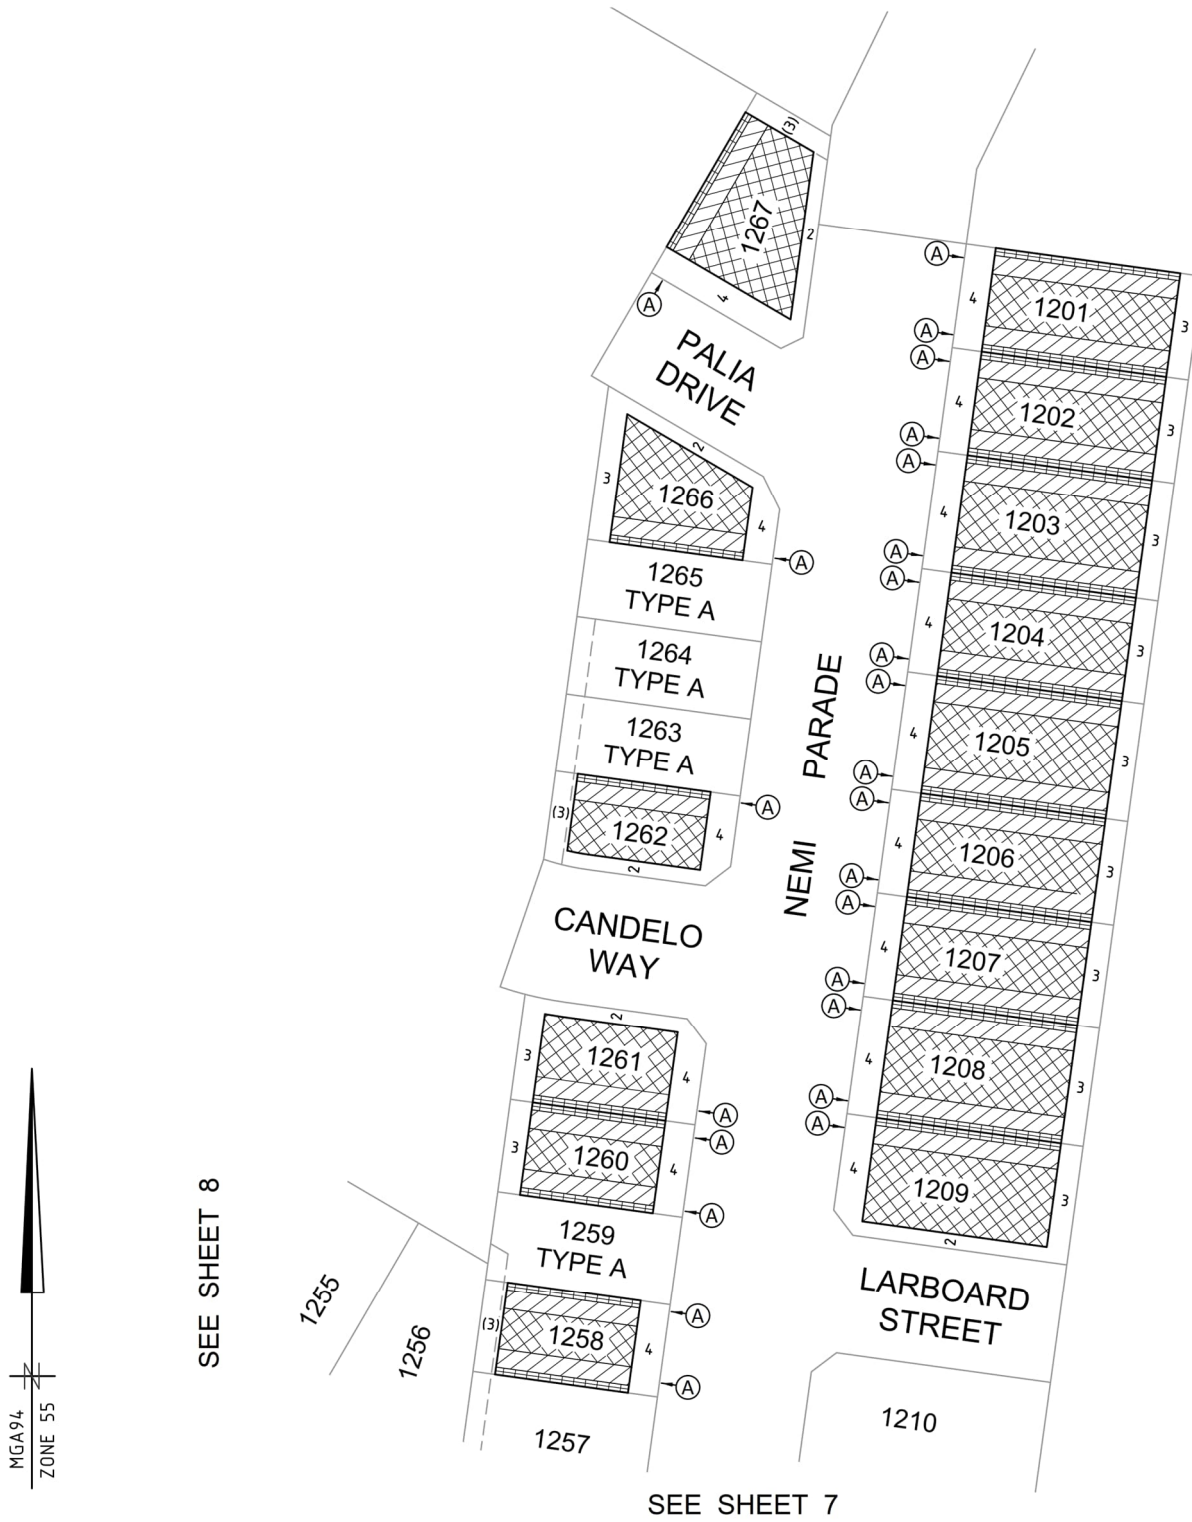 (3)
1267
2
4
A
PALIA
DRIVE
A
4
1201
3
A
A
4
1202
3
A
A
4
1203
3
A
A
4
1204
3
A
A
4
1205
3
A
A
4
1206
3
A
A
4
1207
3
A
A
4
1208
3
A
A
4
1209
3
2
2
3
1266
4
A
1265
TYPE A
1264
TYPE A
1263
TYPE A
(3)
1262
4
A
2
NEMI PARADE
CANDELO
WAY
2
3
1261
4
A
A
3
1260
4
A
1259
TYPE A
A
(3)
1258
4
A
1257
1255
1256
LARBOARD
STREET
1210
SEE SHEET 8
SEE SHEET 7
N
MGA94
ZONE 55